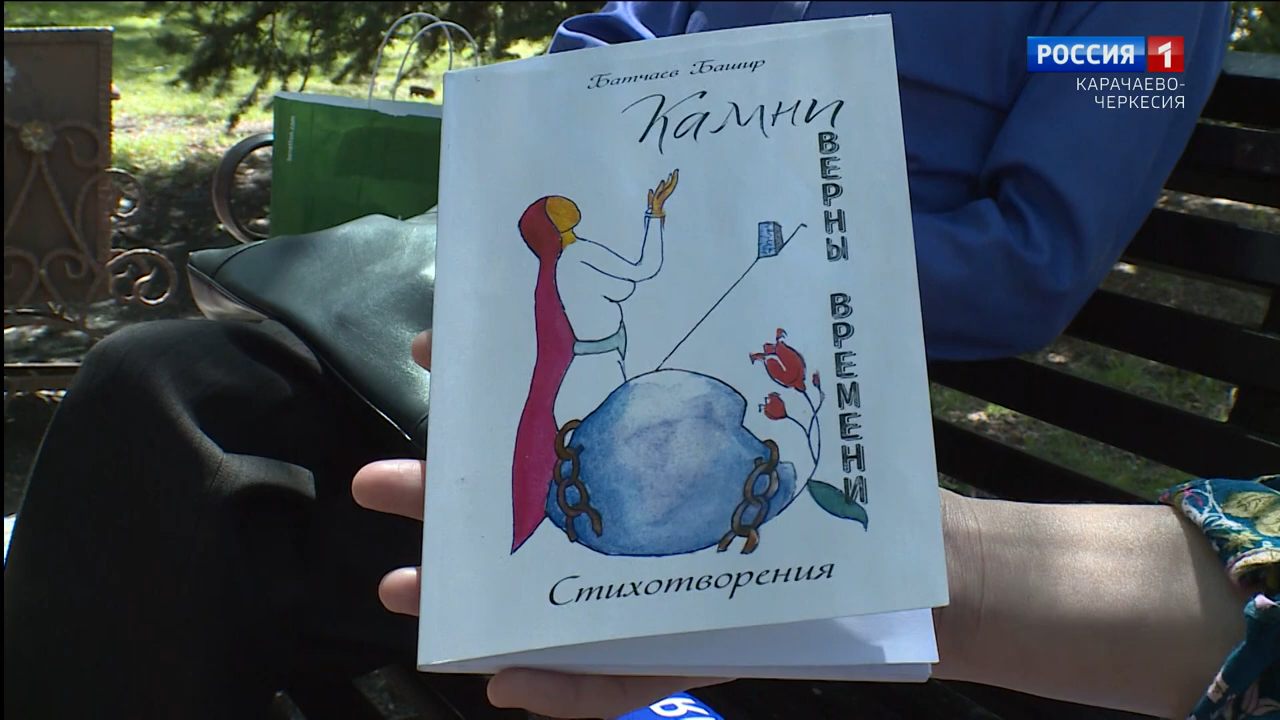 РОССИЯ 1
КАРАЧАЕВО-
ЧЕРКЕСИЯ
Батчаев Башир
Камни
ВЕРНЫ ВРЕМЕНИ
Стихотворения